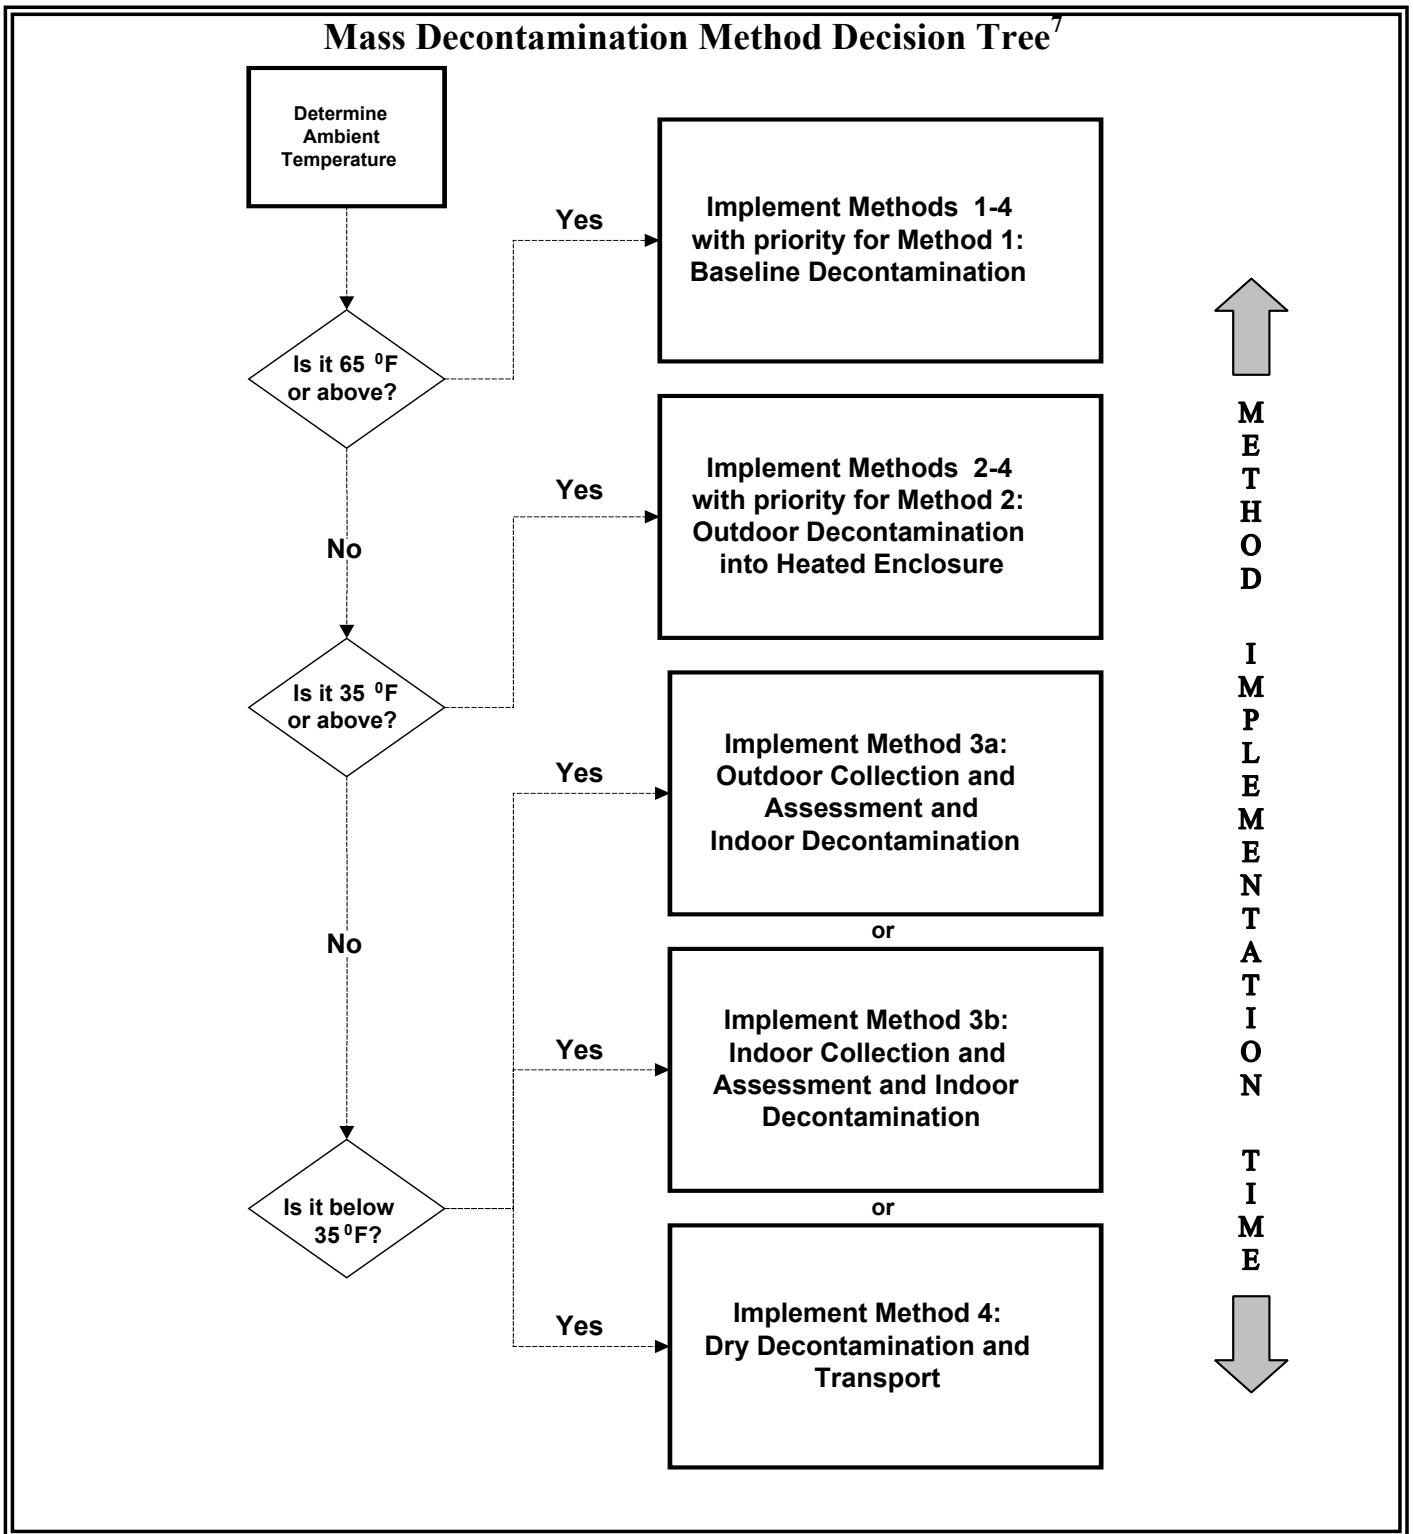 Mass Decontamination Method Decision Tree7
Determine
Ambient
Temperature
Yes
Implement Methods 1-4
with priority for Method 1:
Baseline Decontamination
Is it 65 0F
or above?
Yes
Implement Methods 2-4
with priority for Method 2:
Outdoor Decontamination
into Heated Enclosure
No
Is it 35 0F
or above?
Yes
Implement Method 3a:
Outdoor Collection and
Assessment and
Indoor Decontamination
or
No
Yes
Implement Method 3b:
Indoor Collection and
Assessment and Indoor
Decontamination
or
Is it below
35 0F?
Yes
Implement Method 4:
Dry Decontamination and
Transport
METHOD IMPLEMENTATION TIME